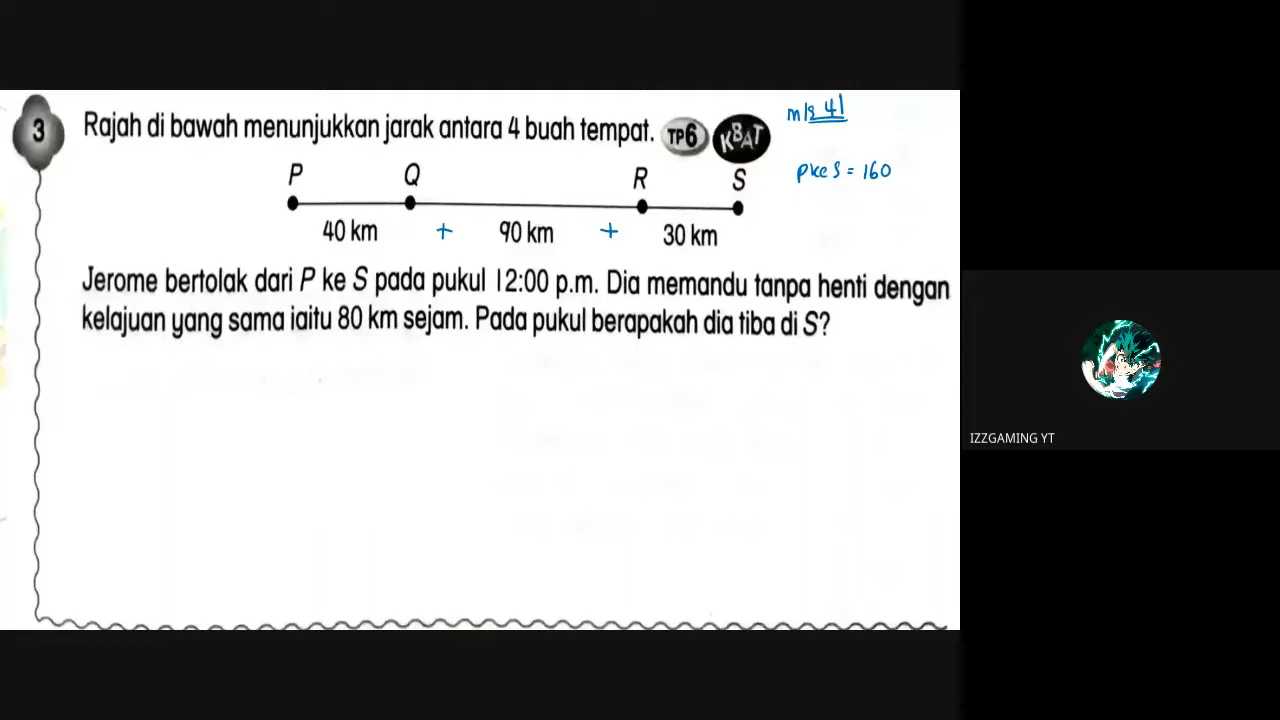 3 Rajah di bawah menunjukkan jarak antara 4 buah tempat. TP6 KBAT
m/s 41
P Q R S
P ke S = 160
40 km + 90 km + 30 km
Jerome bertolak dari P ke S pada pukul 12:00 p.m. Dia memandu tanpa henti dengan
kelajuan yang sama iaitu 80 km sejam. Pada pukul berapakah dia tiba di S?
IZZGAMING YT